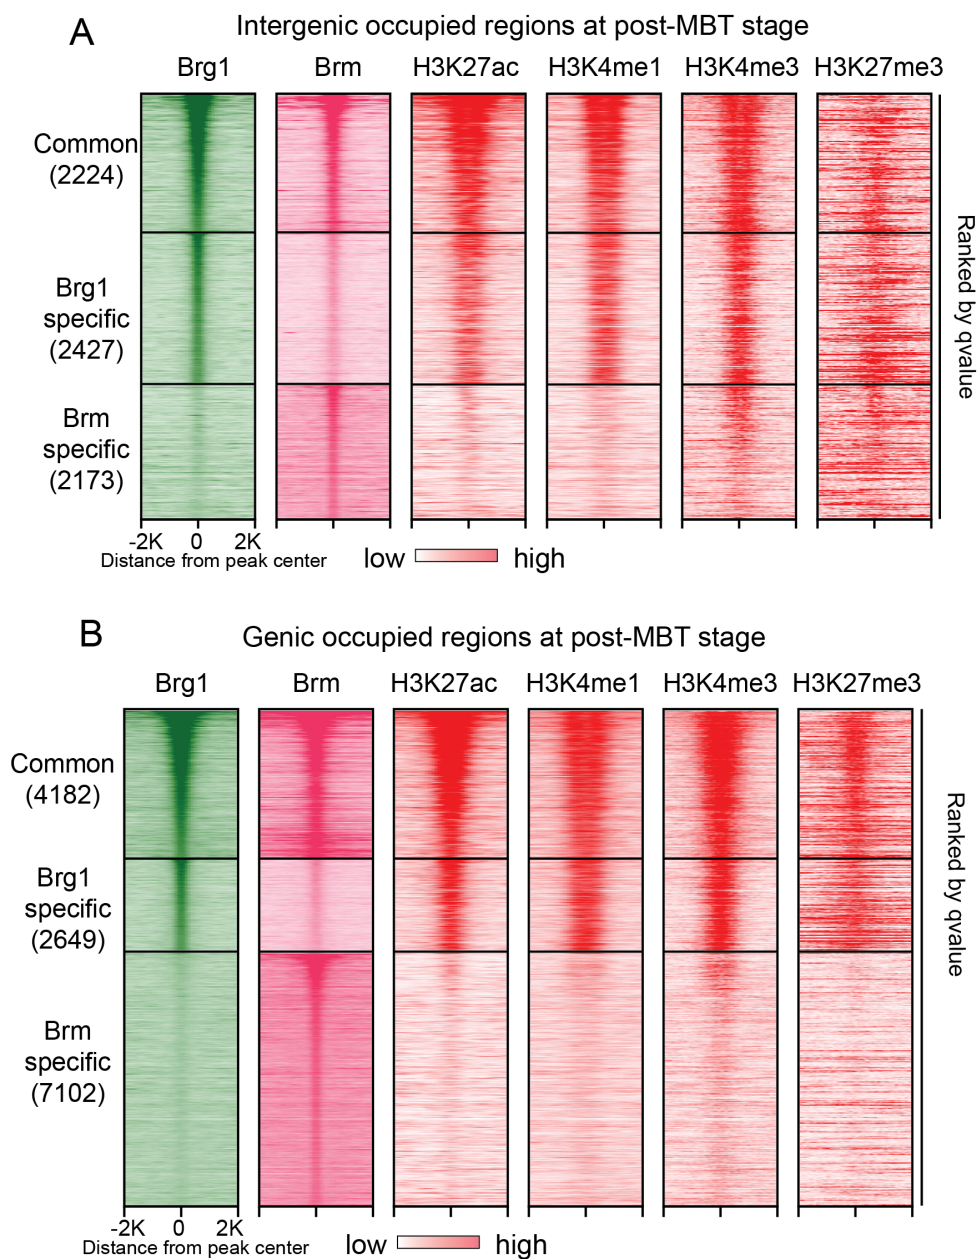 A
Intergenic occupied regions at post-MBT stage
Brg1 Brm H3K27ac H3K4me1 H3K4me3 H3K27me3
Common
(2224)
Brg1
specific
(2427)
Brm
specific
(2173)
Ranked by qvalue
-2K 0 2K
Distance from peak center
low high
B
Genic occupied regions at post-MBT stage
Brg1 Brm H3K27ac H3K4me1 H3K4me3 H3K27me3
Common
(4182)
Brg1
specific
(2649)
Brm
specific
(7102)
Ranked by qvalue
-2K 0 2K
Distance from peak center
low high